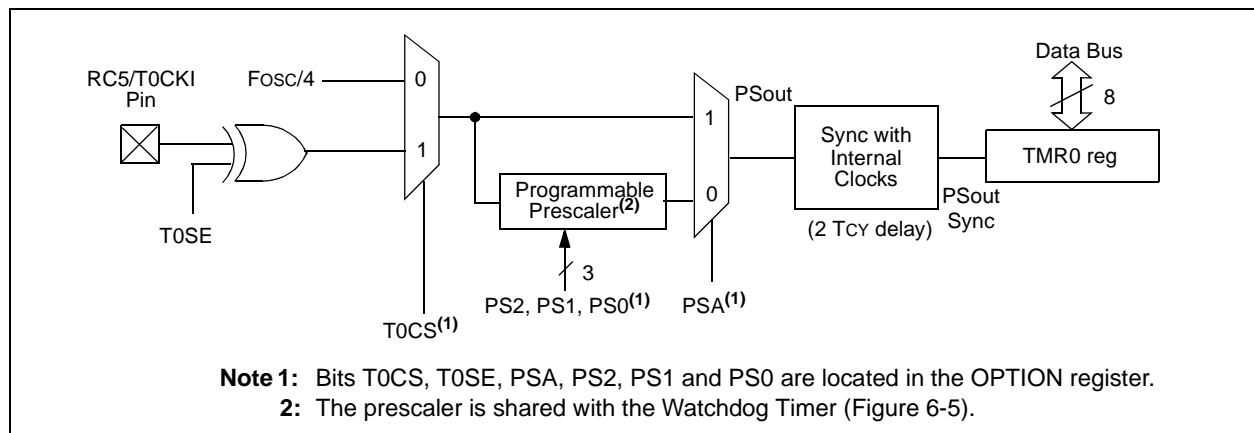 Data Bus
RC5/T0CKI
Pin
FOSC/4
0
1
T0SE
T0CS(1)
Programmable
Prescaler(2)
3
PS2, PS1, PS0(1)
1
0
PSA(1)
PSout
Sync with
Internal
Clocks
(2 TCY delay)
PSout
Sync
8
TMR0 reg
Note 1: Bits T0CS, T0SE, PSA, PS2, PS1 and PS0 are located in the OPTION register.
2: The prescaler is shared with the Watchdog Timer (Figure 6-5).